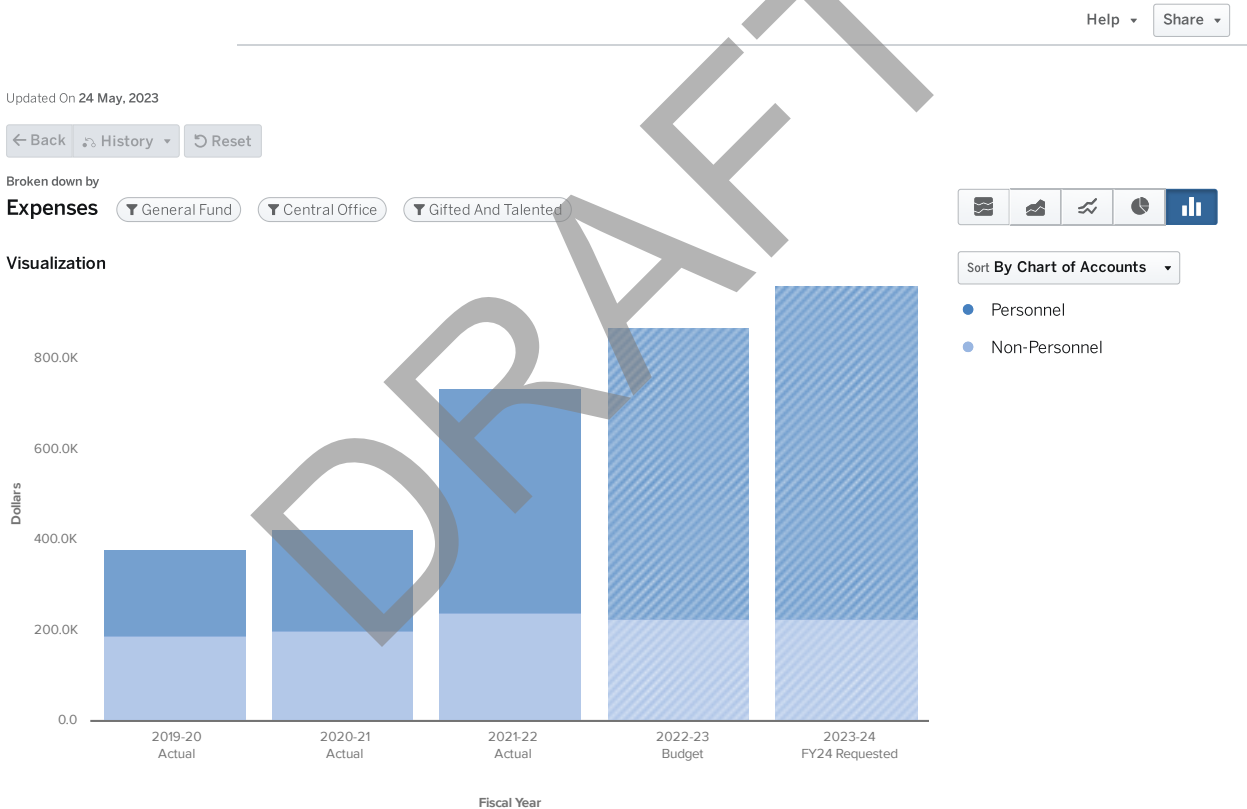 Help
Share
Updated On 24 May, 2023
Back
History
Reset
Broken down by
Expenses
General Fund
Central Office
Gifted And Talented
Visualization
Sort By Chart of Accounts
Personnel
Non-Personnel
800.0K
600.0K
400.0K
200.0K
0.0
Dollars
2019-20
Actual
2020-21
Actual
2021-22
Actual
2022-23
Budget
2023-24
FY24 Requested
Fiscal Year
DRAFT